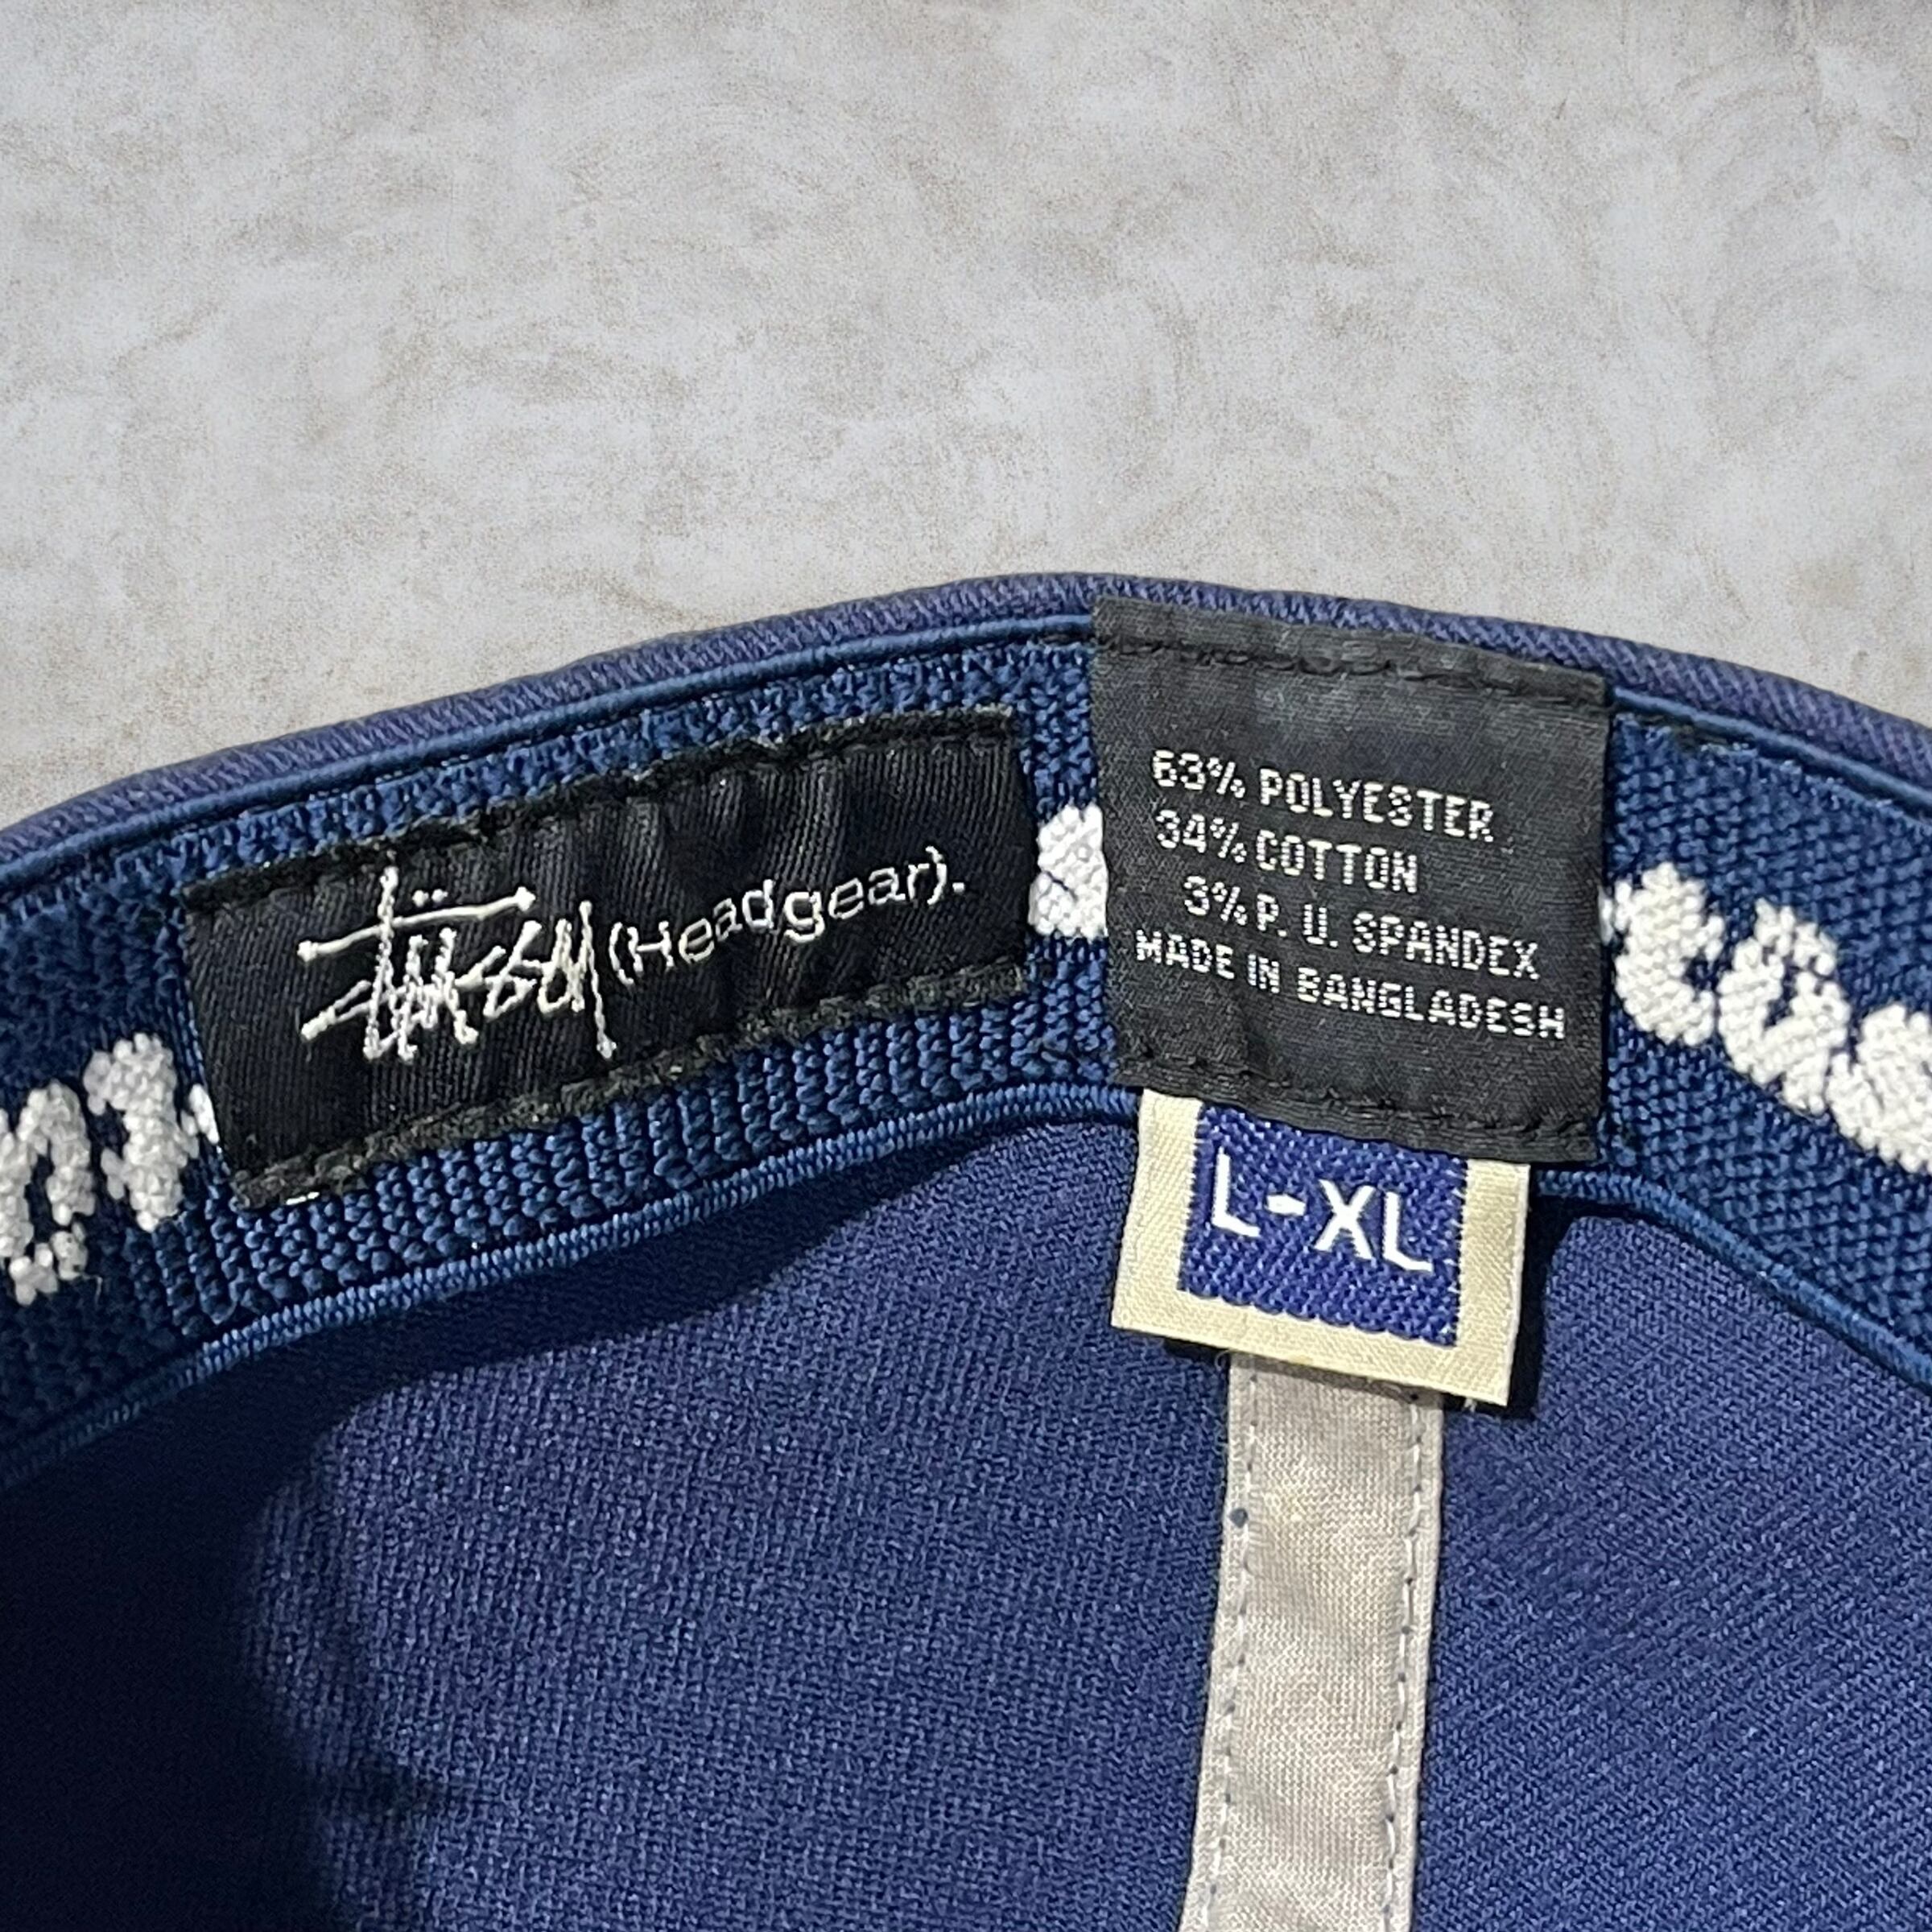 Stüssy (Headgear).
63% POLYESTER
34% COTTON
3% P. U. SPANDEX
MADE IN BANGLADESH
L-XL